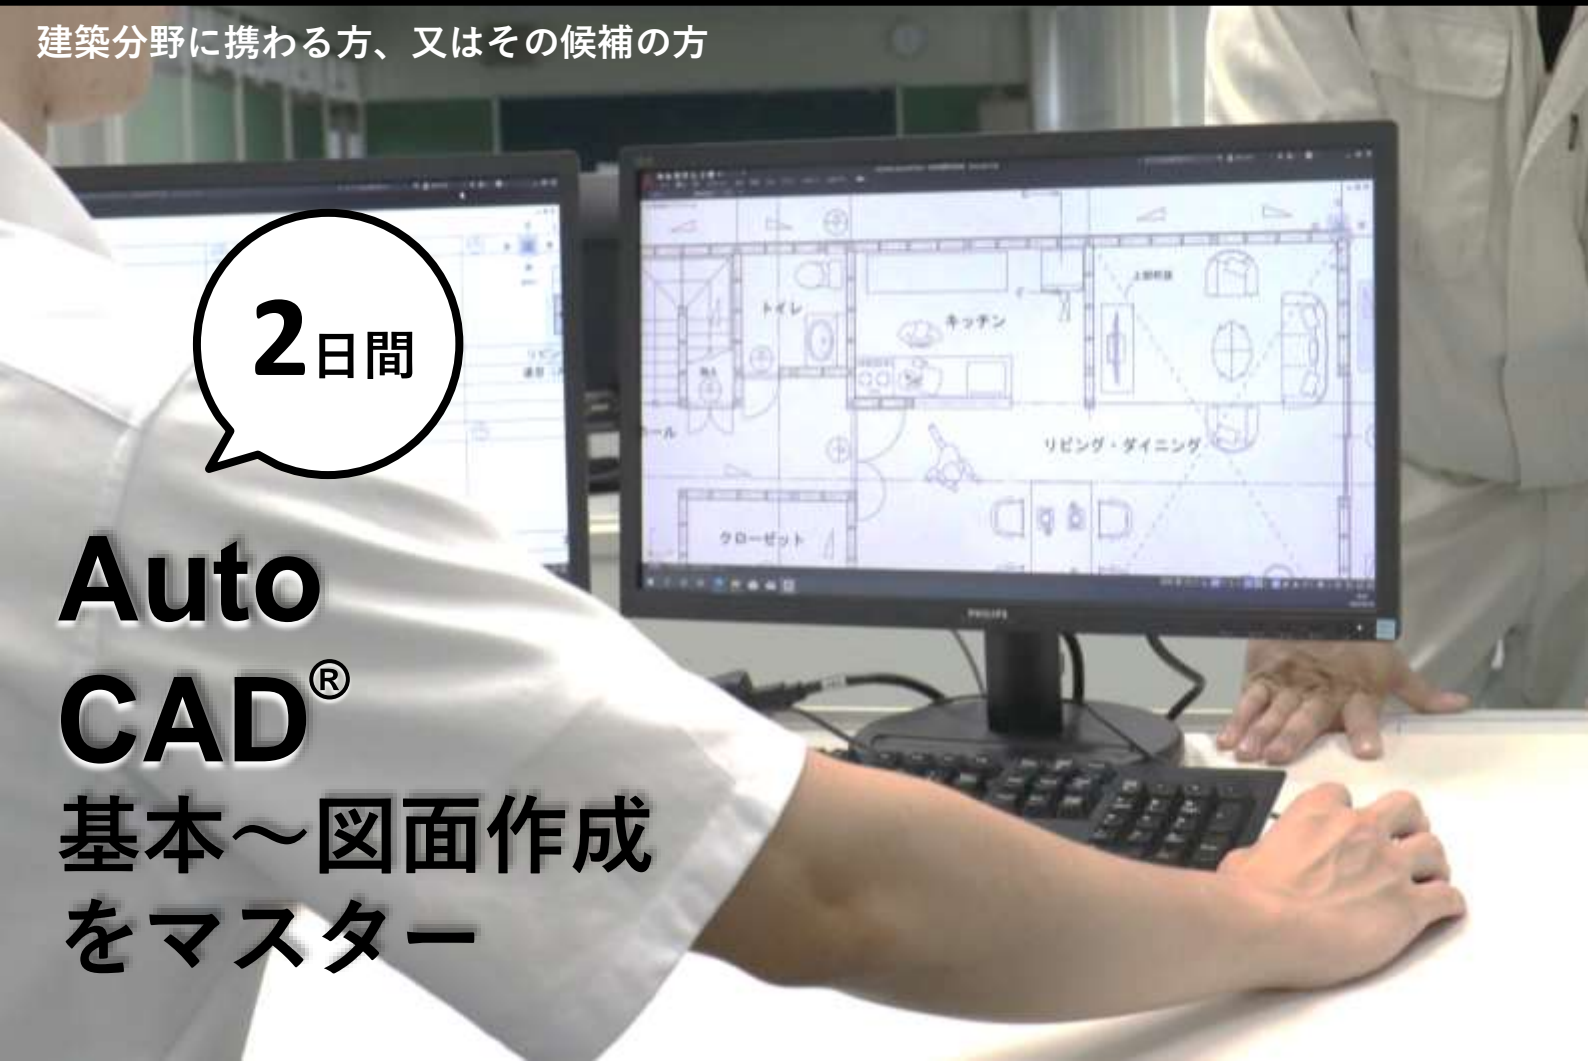 建築分野に携わる方、又はその候補の方
2日間
Auto
CAD®
基本～図面作成
をマスター
トイレ
キッチン
リビング・ダイニング
クローゼット
PHILIPS